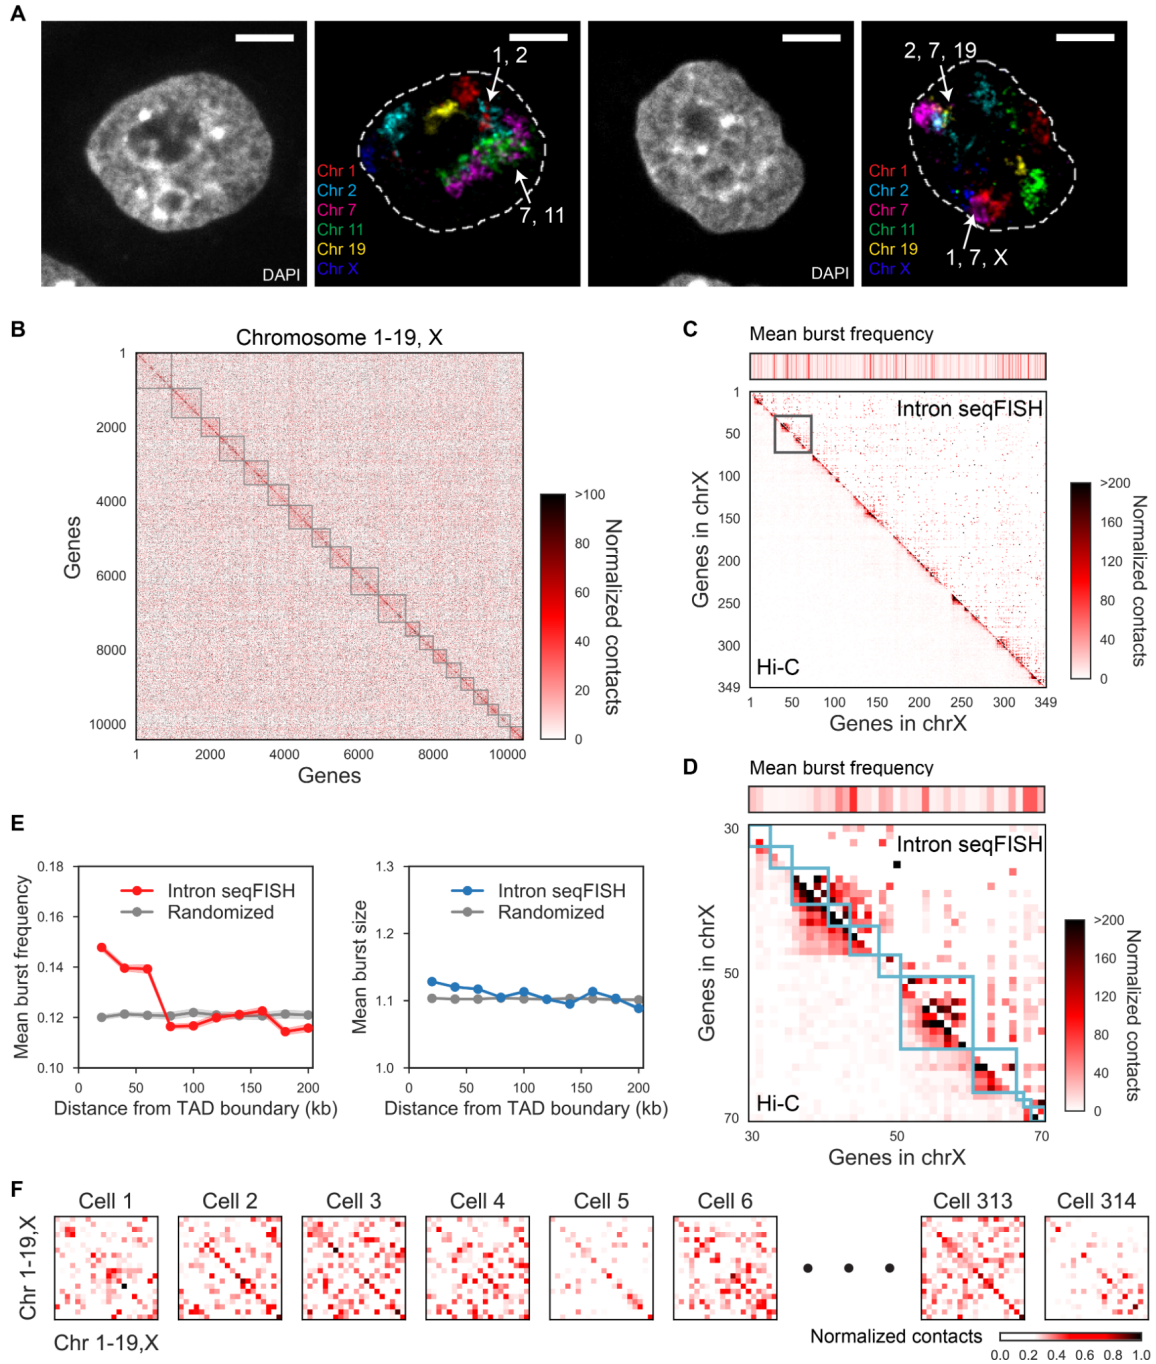 A
1, 2
2, 7, 19
Chr 1
Chr 2
Chr 7
Chr 11
Chr 19
Chr X
7, 11
DAPI
Chr 1
Chr 2
Chr 7
Chr 11
Chr 19
Chr X
1, 7, X
DAPI
B
Chromosome 1-19, X
1
2000
4000
6000
8000
10000
Genes
1 2000 4000 6000 8000 10000
Genes
>100
80
60
40
20
0
Normalized contacts
C
Mean burst frequency
Intron seqFISH
1
50
100
150
200
250
300
349
Genes in chrX
Hi-C
1 50 100 150 200 250 300 349
Genes in chrX
>200
160
120
80
40
0
Normalized contacts
D
Mean burst frequency
Intron seqFISH
30
50
70
Genes in chrX
Hi-C
30 50 70
Genes in chrX
>200
160
120
80
40
0
Normalized contacts
E
0.18
0.16
0.14
0.12
0.10
Mean burst frequency
Intron seqFISH
Randomized
0 50 100 150 200
Distance from TAD boundary (kb)
1.3
1.2
1.1
1.0
Mean burst size
Intron seqFISH
Randomized
0 50 100 150 200
Distance from TAD boundary (kb)
F
Cell 1 Cell 2 Cell 3 Cell 4 Cell 5 Cell 6 Cell 313 Cell 314
Chr 1-19,X
Chr 1-19,X
Normalized contacts
0.0 0.2 0.4 0.6 0.8 1.0